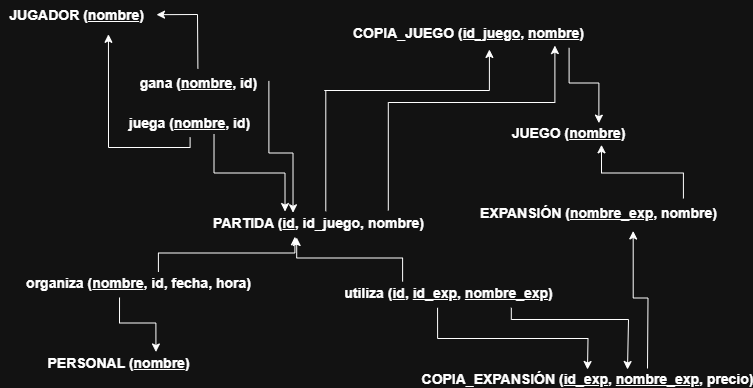 JUGADOR (nombre)
COPIA_JUEGO (id_juego, nombre)
gana (nombre, id)
juega (nombre, id)
JUEGO (nombre)
PARTIDA (id, id_juego, nombre)
EXPANSIÓN (nombre_exp, nombre)
organiza (nombre, id, fecha, hora)
utiliza (id, id_exp, nombre_exp)
PERSONAL (nombre)
COPIA_EXPANSIÓN (id_exp, nombre_exp, precio)